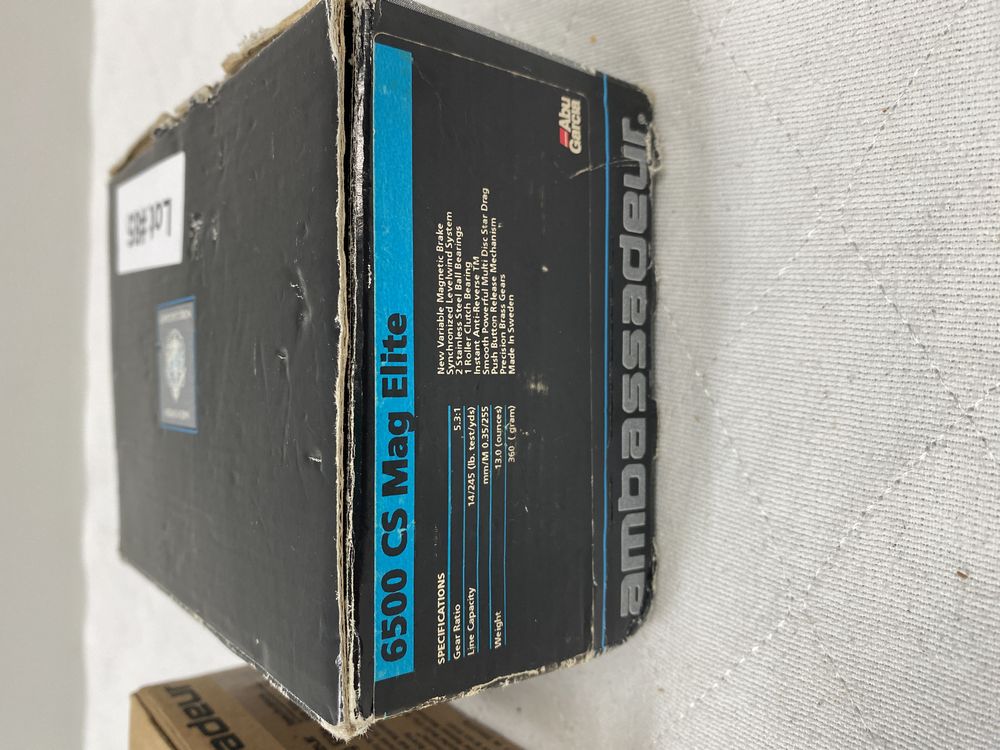 6500 CS Mag Elite
SPECIFICATIONS
Gear Ratio 5.3:1
Line Capacity 14/245 (lb. test/yds)
mm/M 0.35/255
Weight 13.0 (ounces)
360 ( gram)
New Variable Magnetic Brake
Synchronized Levelwind System
2 Stainless Steel Ball Bearings
1 Roller Clutch Bearing
Instant Anti-Reverse TM
Smooth Powerful Multi Disc Star Drag
Push Button Release Mechanism
Precision Brass Gears
Made In Sweden
Abu
Garcia
ambassadeur.